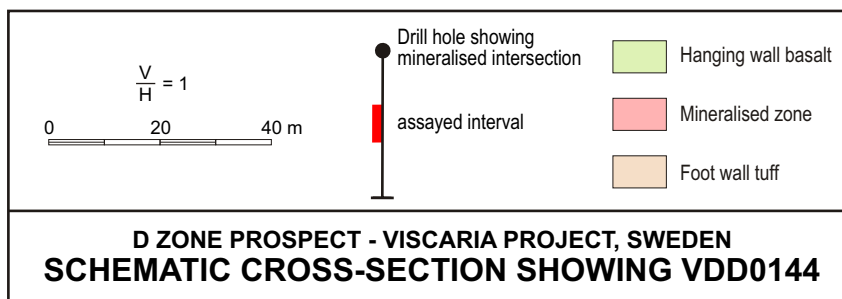 V
H = 1
0 20 40 m
Drill hole showing
mineralised intersection
assayed interval
Hanging wall basalt
Mineralised zone
Foot wall tuff
D ZONE PROSPECT - VISCARIA PROJECT, SWEDEN
SCHEMATIC CROSS-SECTION SHOWING VDD0144